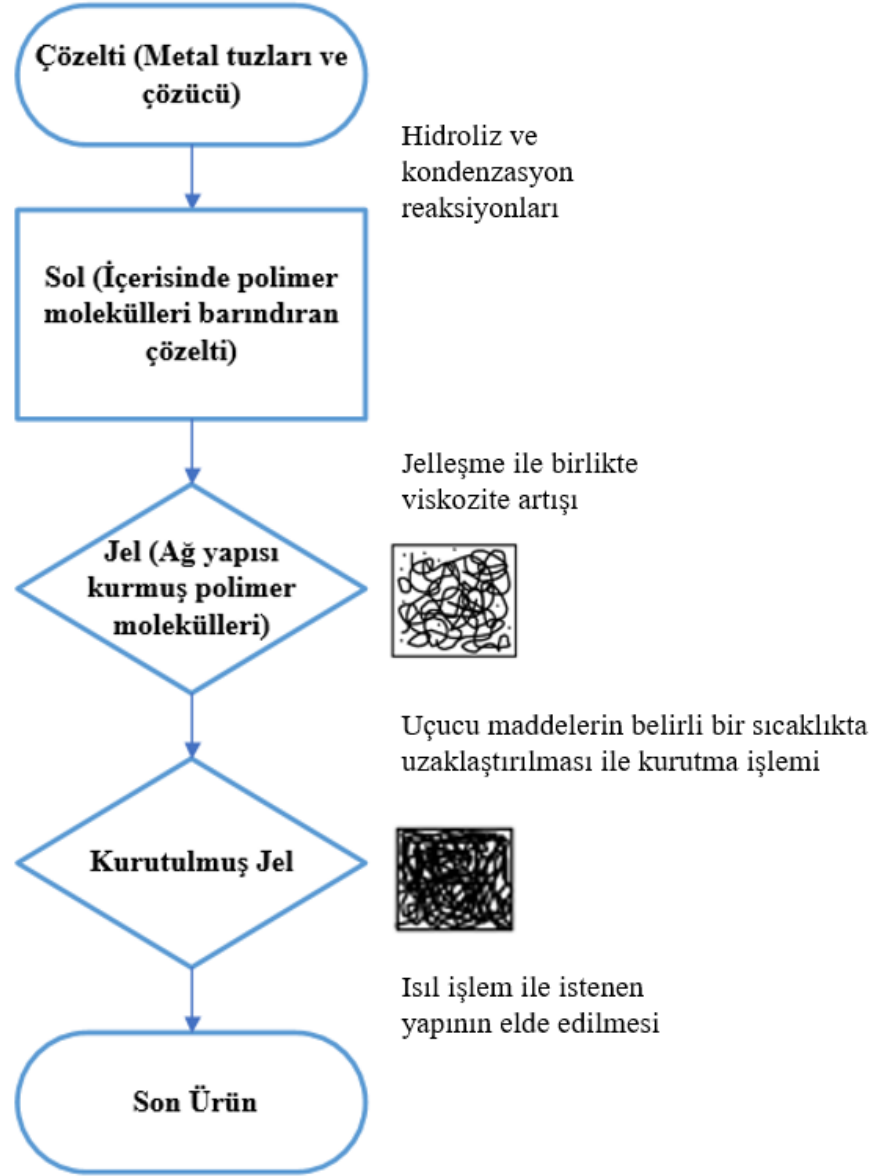 Çözelti (Metal tuzları ve
çözücü)
Hidroliz ve
kondenzasyon
reaksiyonları
Sol (İçerisinde polimer
molekülleri barındıran
çözelti)
Jelleşme ile birlikte
viskozite artışı
Jel (Ağ yapısı
kurmuş polimer
molekülleri)
Uçucu maddelerin belirli bir sıcaklıkta
uzaklaştırılması ile kurutma işlemi
Kurutulmuş Jel
Isıl işlem ile istenen
yapının elde edilmesi
Son Ürün